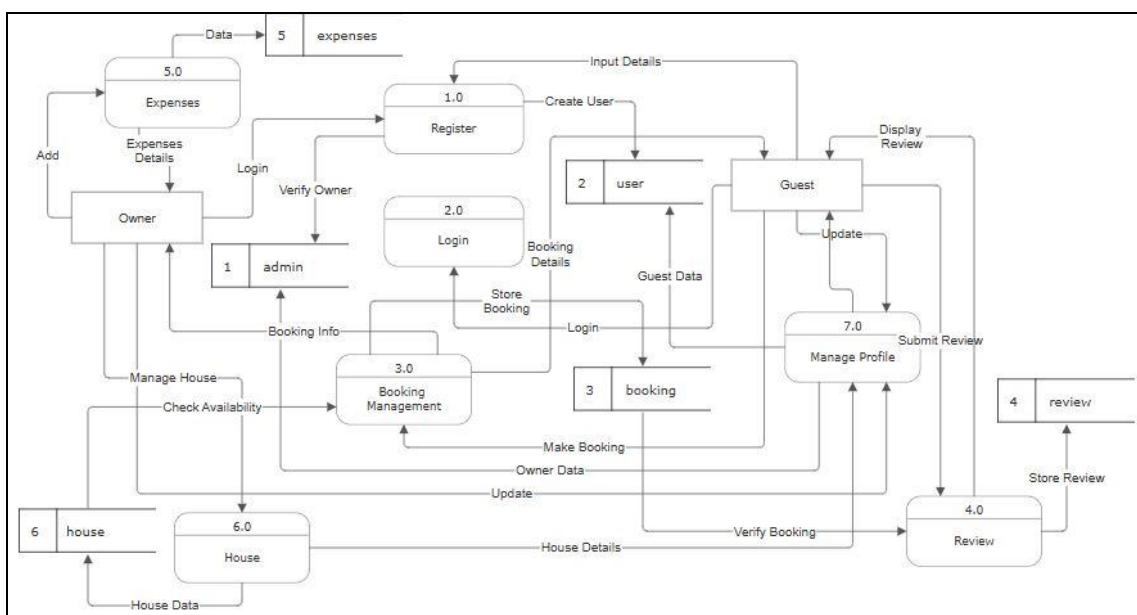 Data
5 expenses
5.0
Expenses
Input Details
1.0
Register
Create User
Display
Review
Expenses
Details
Add
Login
Verify Owner
2 user
Guest
Owner
2.0
Login
1 admin
Booking
Details
Update
Guest Data
Store
Booking
Booking Info
Login
7.0
Manage Profile
Submit Review
3.0
Booking
Management
Manage House
Check Availability
3 booking
4 review
Make Booking
Owner Data
Store Review
Update
4.0
Review
6 house
6.0
House
Verify Booking
House Details
House Data